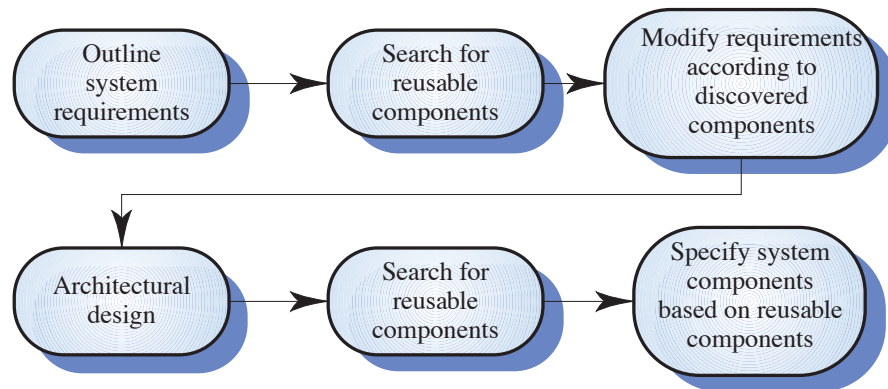 Outline
system
requirements
Search for
reusable
components
Modify requirements
according to
discovered
components
Architectural
design
Search for
reusable
components
Specify system
components
based on reusable
components